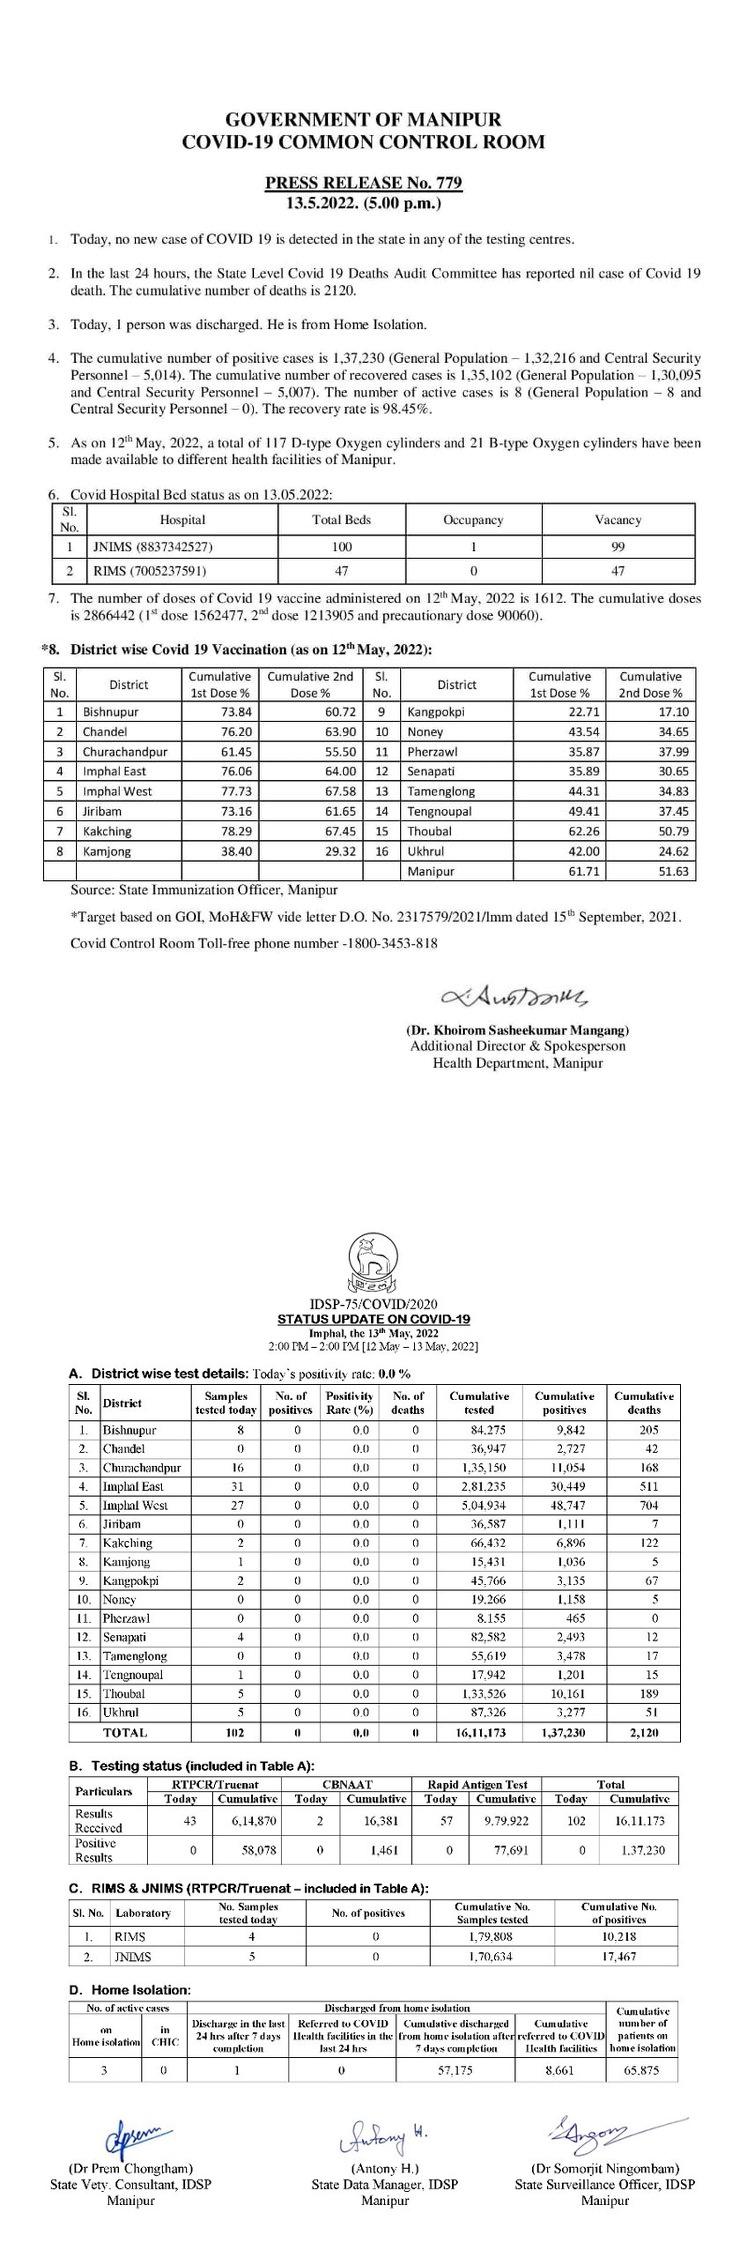 GOVERNMENT OF MANIPUR
COVID-19 COMMON CONTROL ROOM
PRESS RELEASE No. 779
13.5.2022. (5.00 p.m.)
1. Today, no new case of COVID 19 is detected in the state in any of the testing centres.
2. In the last 24 hours, the State Level Covid 19 Deaths Audit Committee has reported nil case of Covid 19
death. The cumulative number of deaths is 2120.
3. Today, 1 person was discharged. He is from Home Isolation.
4. The cumulative number of positive cases is 1,37,230 (General Population – 1,32,216 and Central Security
Personnel – 5,014). The cumulative number of recovered cases is 1,35,102 (General Population – 1,30,095
and Central Security Personnel – 5,007). The number of active cases is 8 (General Population – 8 and
Central Security Personnel – 0). The recovery rate is 98.45%.
5. As on 12th May, 2022, a total of 117 D-type Oxygen cylinders and 21 B-type Oxygen cylinders have been
made available to different health facilities of Manipur.
6. Covid Hospital Bed status as on 13.05.2022:
Sl. No. Hospital Total Beds Occupancy Vacancy
1 JNIMS (8837342527) 100 1 99
2 RIMS (7005237591) 47 0 47
7. The number of doses of Covid 19 vaccine administered on 12th May, 2022 is 1612. The cumulative doses
is 2866442 (1st dose 1562477, 2nd dose 1213905 and precautionary dose 90060).
*8. District wise Covid 19 Vaccination (as on 12th May, 2022):
Sl. No. District Cumulative 1st Dose % Cumulative 2nd Dose % Sl. No. District Cumulative 1st Dose % Cumulative 2nd Dose %
1 Bishnupur 73.84 60.72 9 Kangpokpi 22.71 17.10
2 Chandel 76.20 63.90 10 Noney 43.54 34.65
3 Churachandpur 61.45 55.50 11 Pherzawl 35.87 37.99
4 Imphal East 76.06 64.00 12 Senapati 35.89 30.65
5 Imphal West 77.73 67.58 13 Tamenglong 44.31 34.83
6 Jiribam 73.16 61.65 14 Tengnoupal 49.41 37.45
7 Kakching 78.29 67.45 15 Thoubal 62.26 50.79
8 Kamjong 38.40 29.32 16 Ukhrul 42.00 24.62
Manipur 61.71 51.63
Source: State Immunization Officer, Manipur
*Target based on GOI, MoH&FW vide letter D.O. No. 2317579/2021/Imm dated 15th September, 2021.
Covid Control Room Toll-free phone number -1800-3453-818
(Dr. Khoirom Sasheekumar Mangang)
Additional Director & Spokesperson
Health Department, Manipur
IDSP-75/COVID/2020
STATUS UPDATE ON COVID-19
Imphal, the 13th May, 2022
2:00 PM – 2:00 PM [12 May – 13 May, 2022]
A. District wise test details: Today's positivity rate: 0.0 %
Sl. No. District Samples tested today No. of positives Positivity Rate (%) No. of deaths Cumulative tested Cumulative positives Cumulative deaths
1. Bishnupur 8 0 0.0 0 84,275 9,842 205
2. Chandel 0 0 0.0 0 36,947 2,727 42
3. Churachandpur 16 0 0.0 0 1,35,150 11,054 168
4. Imphal East 31 0 0.0 0 2,81,235 30,449 511
5. Imphal West 27 0 0.0 0 5,04,934 48,747 704
6. Jiribam 0 0 0.0 0 36,587 1,111 7
7. Kakching 2 0 0.0 0 66,432 6,896 122
8. Kamjong 1 0 0.0 0 15,431 1,036 5
9. Kangpokpi 2 0 0.0 0 45,766 3,135 67
10. Noney 0 0 0.0 0 19,266 1,158 5
11. Pherzawl 0 0 0.0 0 8,155 465 0
12. Senapati 4 0 0.0 0 82,582 2,493 12
13. Tamenglong 0 0 0.0 0 55,619 3,478 17
14. Tengnoupal 1 0 0.0 0 17,942 1,201 15
15. Thoubal 5 0 0.0 0 1,33,526 10,161 189
16. Ukhrul 5 0 0.0 0 87,326 3,277 51
TOTAL 102 0 0.0 0 16,11,173 1,37,230 2,120
B. Testing status (included in Table A):
Particulars RTPCR/Truenat CBNAAT Rapid Antigen Test Total
Today Cumulative Today Cumulative Today Cumulative Today Cumulative
Results Received 43 6,14,870 2 16,381 57 9,79,922 102 16,11,173
Positive Results 0 58,078 0 1,461 0 77,691 0 1,37,230
C. RIMS & JNIMS (RTPCR/Truenat – included in Table A):
Sl. No. Laboratory No. Samples tested today No. of positives Cumulative No. Samples tested Cumulative No. of positives
1. RIMS 4 0 1,79,808 10,218
2. JNIMS 5 0 1,70,634 17,467
D. Home Isolation:
No. of active cases Discharged from home isolation Cumulative number of patients on home isolation
on Home isolation in CHIC Discharge in the last 24 hrs after 7 days completion Referred to COVID Health facilities in the last 24 hrs Cumulative discharged from home isolation after 7 days completion Cumulative referred to COVID Health facilities
3 0 1 0 57,175 8,661 65,875
Antony H.
(Dr Prem Chongtham) (Antony H.) (Dr Somorjit Ningombam)
State Vety. Consultant, IDSP State Data Manager, IDSP State Surveillance Officer, IDSP
Manipur Manipur Manipur